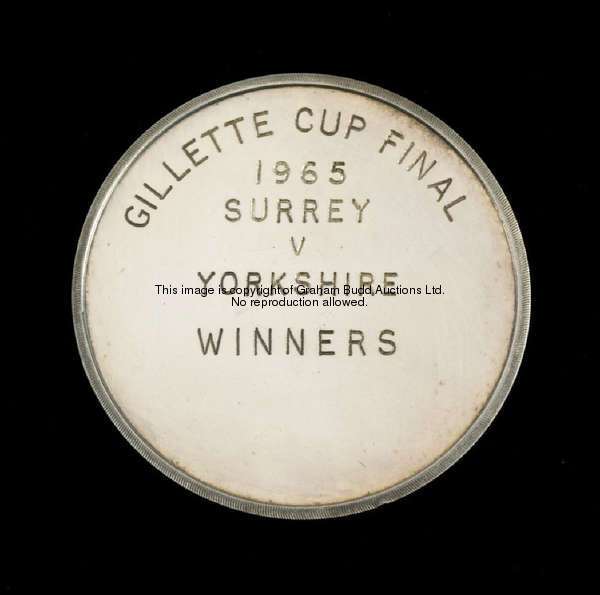 GILLETTE CUP FINAL
1965
SURREY
V
YORKSHIRE
This image is copyright of Graham Budd Auctions Ltd.
No reproduction allowed.
WINNERS